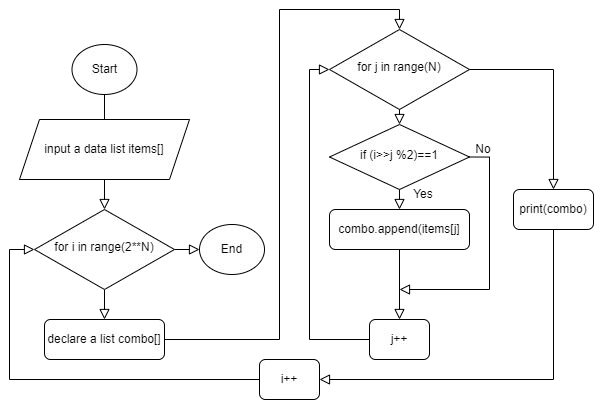 Start
input a data list items[]
for i in range(2**N)
End
declare a list combo[]
for j in range(N)
if (i>>j %2)==1
No
Yes
combo.append(items[j]
print(combo)
j++
i++